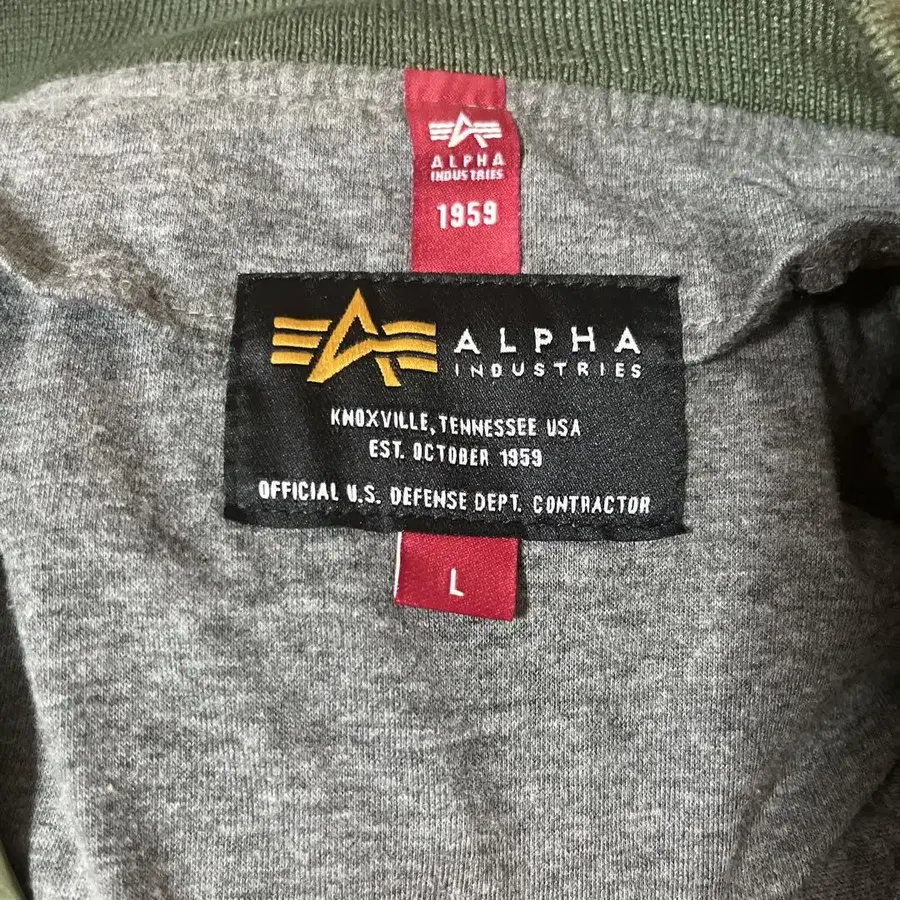 ALPHA
INDUSTRIES
1959
ALPHA
INDUSTRIES
KNOXVILLE, TENNESSEE USA
EST. OCTOBER 1959
OFFICIAL U.S. DEFENSE DEPT. CONTRACTOR
L